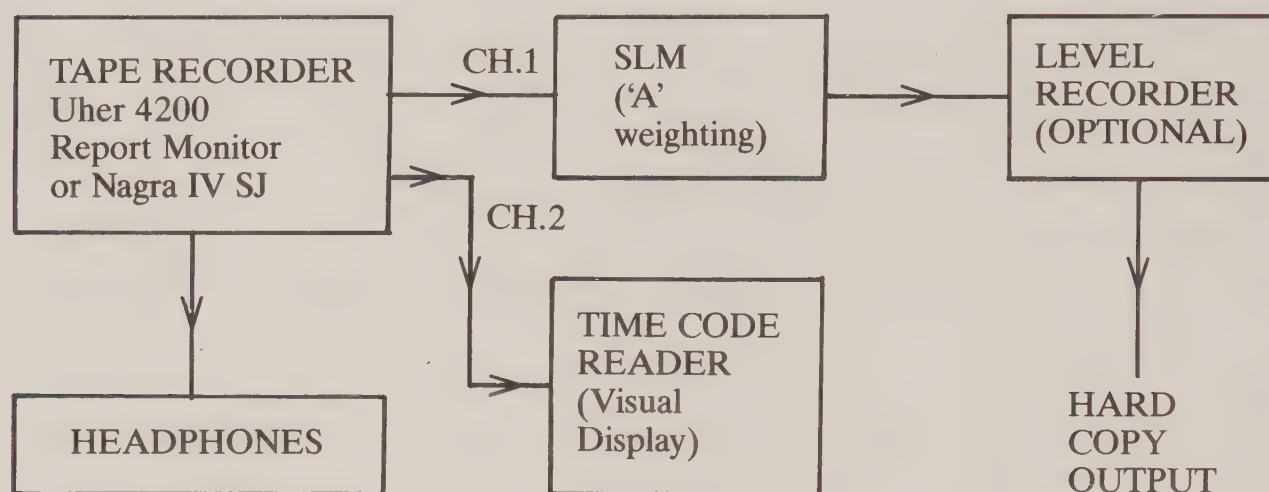 TAPE RECORDER
Uher 4200
Report Monitor
or Nagra IV SJ
CH.1
SLM
('A'
weighting)
LEVEL
RECORDER
(OPTIONAL)
CH.2
TIME CODE
READER
(Visual
Display)
HEADPHONES
HARD
COPY
OUTPUT